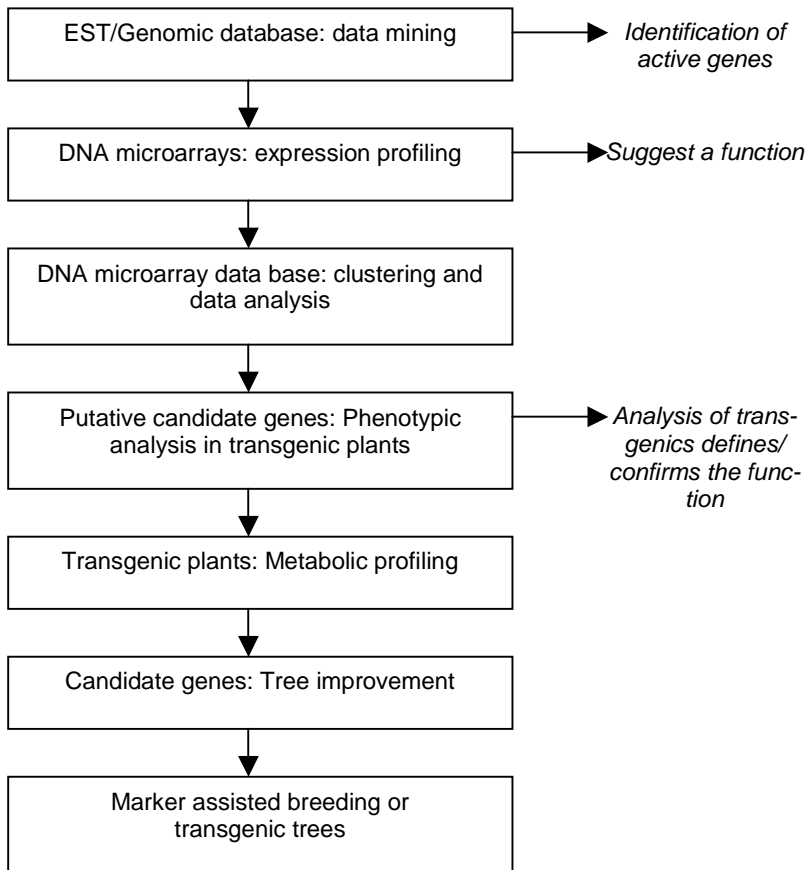 EST/Genomic database: data mining
Identification of
active genes
DNA microarrays: expression profiling
Suggest a function
DNA microarray data base: clustering and
data analysis
Putative candidate genes: Phenotypic
analysis in transgenic plants
Analysis of trans-
genics defines/
confirms the func-
tion
Transgenic plants: Metabolic profiling
Candidate genes: Tree improvement
Marker assisted breeding or
transgenic trees